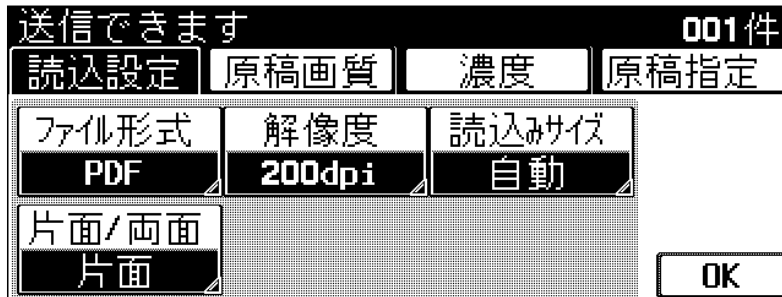 送信できます 001件
読込設定 原稿画質 濃度 原稿指定
ファイル形式 解像度 読込みサイズ
PDF 200dpi 自動
片面/両面
片面
OK